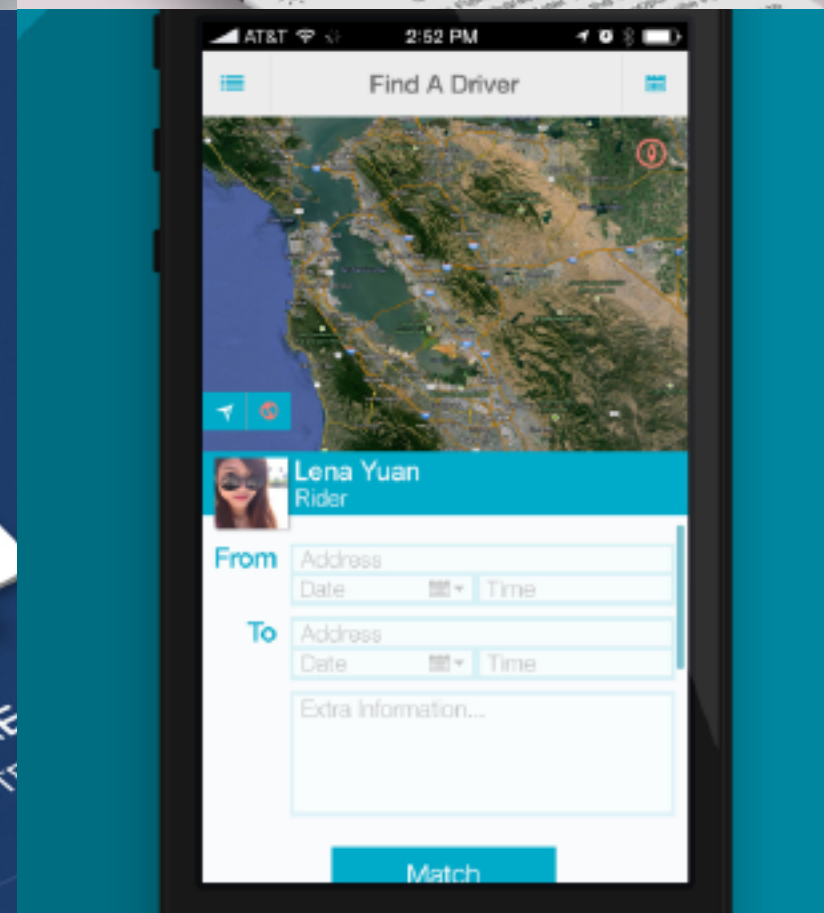 AT&T 2:52 PM
Find A Driver
Lena Yuan
Rider
From Address
Date Time
To Address
Date Time
Extra Information...
Match